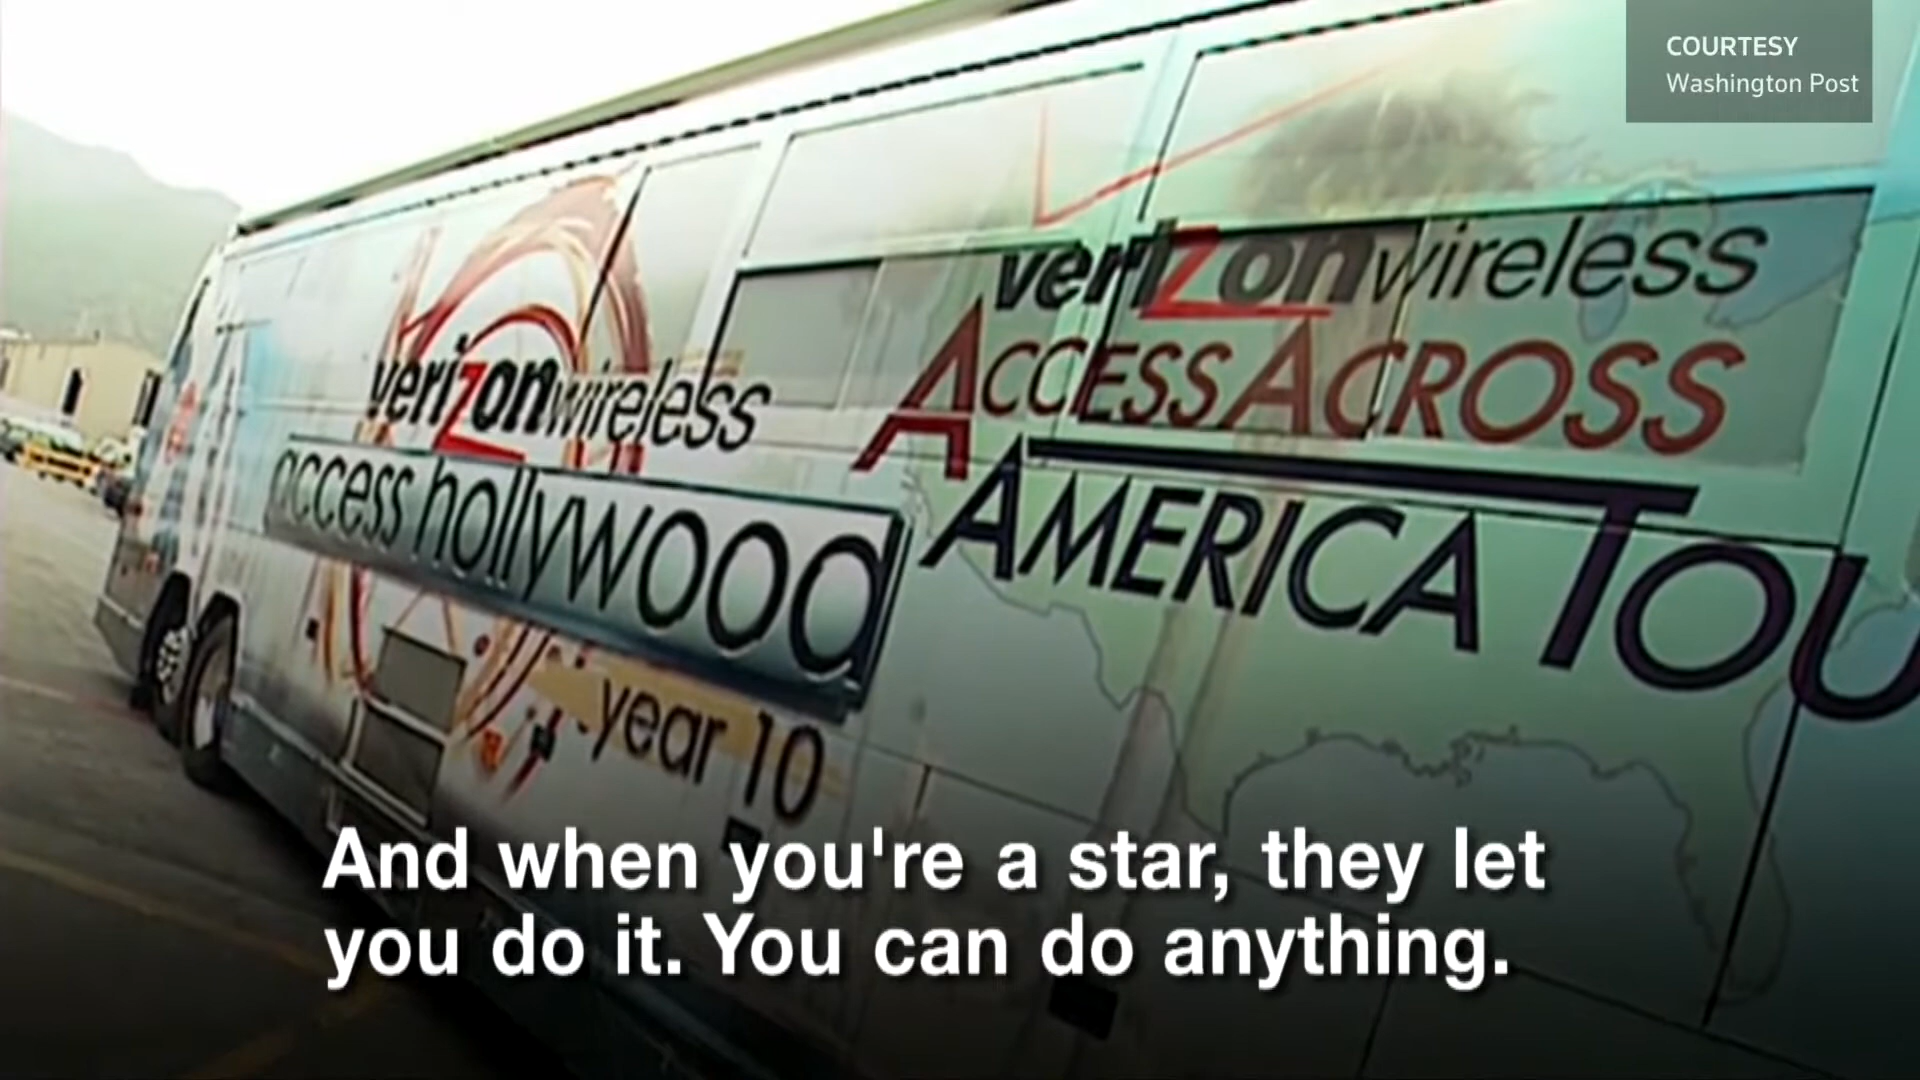 COURTESY
Washington Post
verizonwireless
ACCESS ACROSS
AMERICA TOU
verizonwireless
access hollywood
year 10
And when you're a star, they let
you do it. You can do anything.